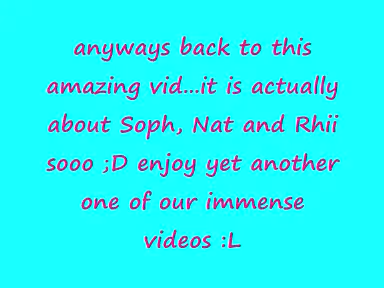 anyways back to this
amazing vid...it is actually
about Soph, Nat and Rhii
sooo ;D enjoy yet another
one of our immense
videos :L